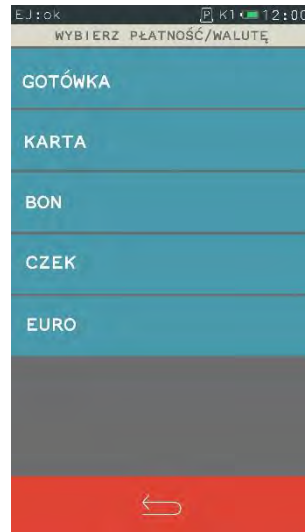 EJ:ok P K1 12:00
WYBIERZ PŁATNOŚĆ/WALUTĘ
GOTÓWKA
KARTA
BON
CZEK
EURO